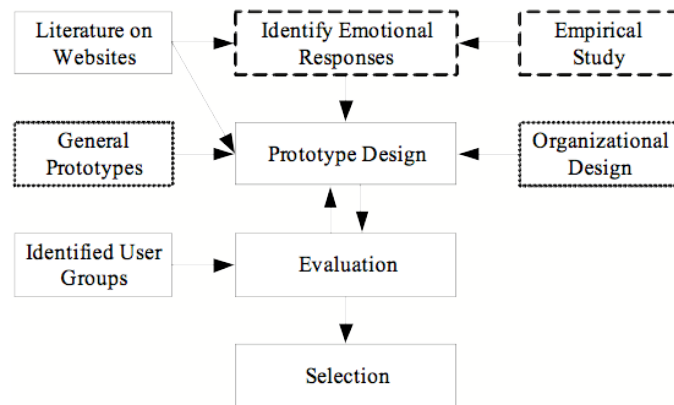 Literature on
Websites
Identify Emotional
Responses
Empirical
Study
General
Prototypes
Prototype Design
Organizational
Design
Identified User
Groups
Evaluation
Selection